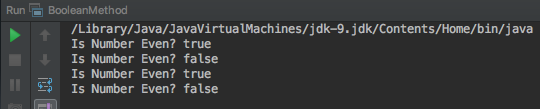 Run BooleanMethod
/Library/Java/JavaVirtualMachines/jdk-9.jdk/Contents/Home/bin/java
Is Number Even? true
Is Number Even? false
Is Number Even? true
Is Number Even? false